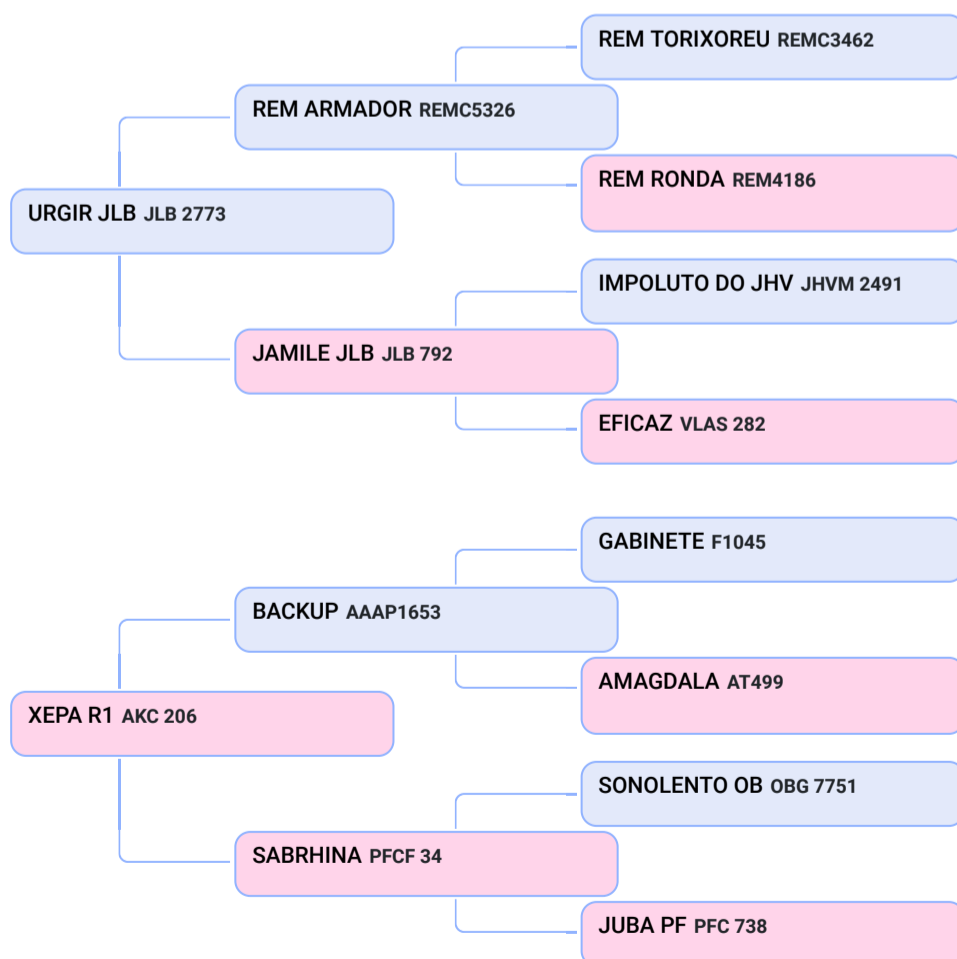 REM TORIXOREU REMC3462
REM ARMADOR REMC5326
REM RONDA REM4186
URGIR JLB JLB 2773
IMPOLUTO DO JHV JHVM 2491
JAMILE JLB JLB 792
EFICAZ VLAS 282
GABINETE F1045
BACKUP AAAP1653
AMAGDALA AT499
XEPA R1 AKC 206
SONOLENTO OB OBG 7751
SABRHINA PFCF 34
JUBA PF PFC 738